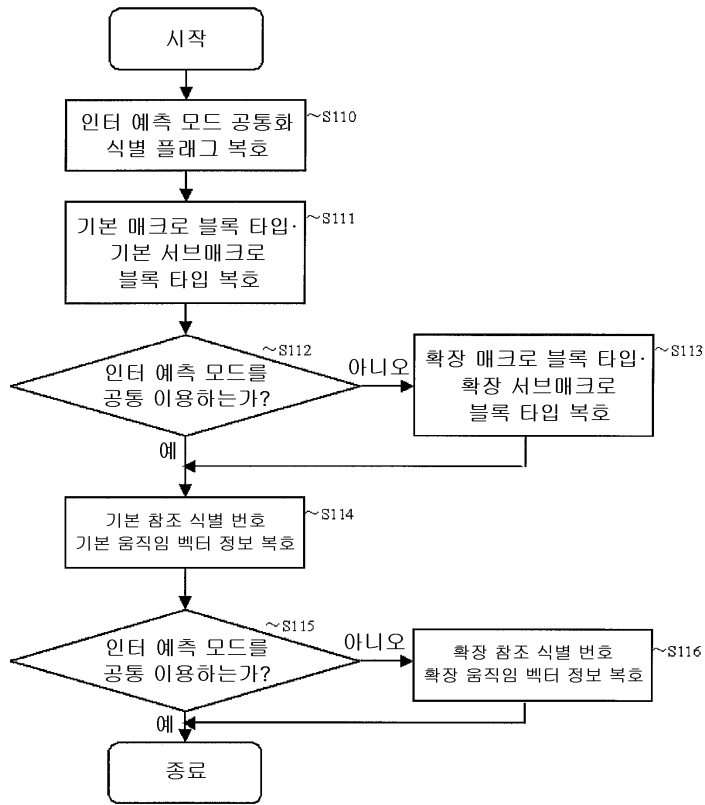 시작
인터 예측 모드 공통화
식별 플래그 복호
~S110
기본 매크로 블록 타입·
기본 서브매크로
블록 타입 복호
~S111
인터 예측 모드를
공통 이용하는가?
~S112
아니오
확장 매크로 블록 타입·
확장 서브매크로
블록 타입 복호
~S113
예
기본 참조 식별 번호
기본 움직임 벡터 정보 복호
~S114
인터 예측 모드를
공통 이용하는가?
~S115
아니오
확장 참조 식별 번호
확장 움직임 벡터 정보 복호
~S116
예
종료